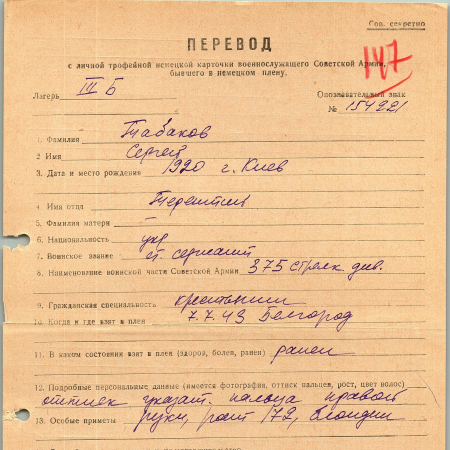 Сов. секретно
ПЕРЕВОД
с личной трофейной немецкой карточки военнослужащего Советской Армии,
бывшего в немецком плену.
147
Лагерь III Б
Опознавательный знак
№ 154221
1. Фамилия Табаков
2 Имя Сергей
3. Дата и место рождения 1920 г. Киев
4. Имя отца
5. Фамилия матери —
6. Национальность укр
7. Воинское звание ст. сержант
8. Наименование воинской части Советской Армии 375 стрелк див.
9. Гражданская специальность крестьянин
10. Когда и где взят в плен 7.7.43 Белгород
11. В каком состоянии взят в плен (здоров, болен, ранен) ранен
12. Подробные персональные данные (имеется фотография, оттиск пальцев, рост, цвет волос)
оттиск указат. пальца правой
13. Особые приметы руки, рост 172, блондин